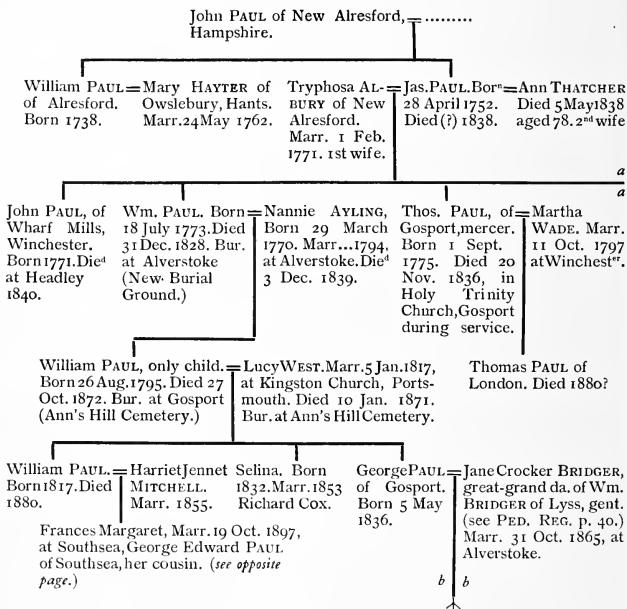 John PAUL of New Alresford, = .........
Hampshire.
William PAUL = Mary HAYTER of
of Alresford. Owslebury, Hants.
Born 1738. Marr. 24 May 1762.
Tryphosa AL-
BURY of New
Alresford.
Marr. 1 Feb.
1771. 1st wife.
= Jas. PAUL. Born = Ann THATCHER
28 April 1752. Died 5 May 1838
Died (?) 1838. aged 78. 2nd wife
a
a
John PAUL, of
Wharf Mills,
Winchester.
Born 1771. Died
at Headley
1840.
Wm. PAUL. Born =
18 July 1773. Died
31 Dec. 1828. Bur.
at Alverstoke
(New Burial
Ground.)
Nannie AYLING,
Born 29 March
1770. Marr...1794,
at Alverstoke. Died
3 Dec. 1839.
Thos. PAUL, of =
Gosport, mercer.
Born 1 Sept.
1775. Died 20
Nov. 1836, in
Holy Trinity
Church, Gosport
during service.
Martha
WADE. Marr.
11 Oct. 1797
at Winchester.
William PAUL, only child. =
Born 26 Aug. 1795. Died 27
Oct. 1872. Bur. at Gosport
(Ann's Hill Cemetery.)
Lucy WEST. Marr. 5 Jan. 1817,
at Kingston Church, Ports-
mouth. Died 10 Jan. 1871.
Bur. at Ann's Hill Cemetery.
Thomas PAUL of
London. Died 1880?
William PAUL. =
Born 1817. Died
1880.
Harriet Jennet
MITCHELL.
Marr. 1855.
Selina. Born
1832. Marr. 1853
Richard Cox.
George PAUL =
of Gosport.
Born 5 May
1836.
Jane Crocker BRIDGER,
great-grand da. of Wm.
BRIDGER of Lyss, gent.
(see PED. REG. p. 40.)
Marr. 31 Oct. 1865, at
Alverstoke.
Frances Margaret, Marr. 19 Oct. 1897,
at Southsea, George Edward PAUL
of Southsea, her cousin. (see opposite
page.)
b b